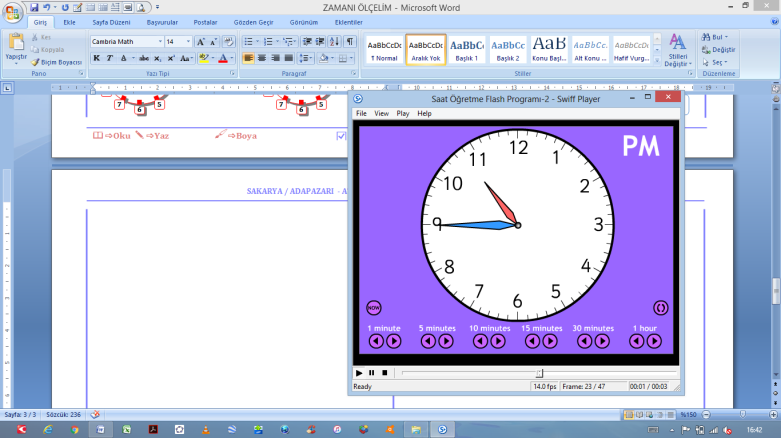 ZAMANI ÖLÇELİM - Microsoft Word
Giriş Ekle Sayfa Düzeni Başvurular Postalar Gözden Geçir Görünüm Eklentiler
Yapıştır
Kes
Kopyala
Biçim Boyacısı
Pano
Cambria Math 14
K T A abc x₂ x² Aa
Yazı Tipi
Paragraf
AaBbCcDc AaBbCcDc AaBbC AaBbCc AaB AaBbCc. AaBbCcDc
¶ Normal Aralık Yok Başlık 1 Başlık 2 Konu Başl... Alt Konu ... Hafif Vurg...
Stiller
Stilleri Değiştir
Bul
Değiştir
Seç
Düzenleme
7 6 5
7 6 5
⇨Oku ⇨Yaz ⇨Boya
SAKARYA / ADAPAZARI - A
Saat Öğretme Flash Programı-2 - Swiff Player
File View Play Help
PM
12
1
2
3
4
5
6
7
8
9
10
11
NOW
1 minute 5 minutes 10 minutes 15 minutes 30 minutes 1 hour
Ready 14.0 fps Frame: 23 / 47 00:01 / 00:03
Sayfa: 3 / 3 Sözcük: 236 %150
16:42